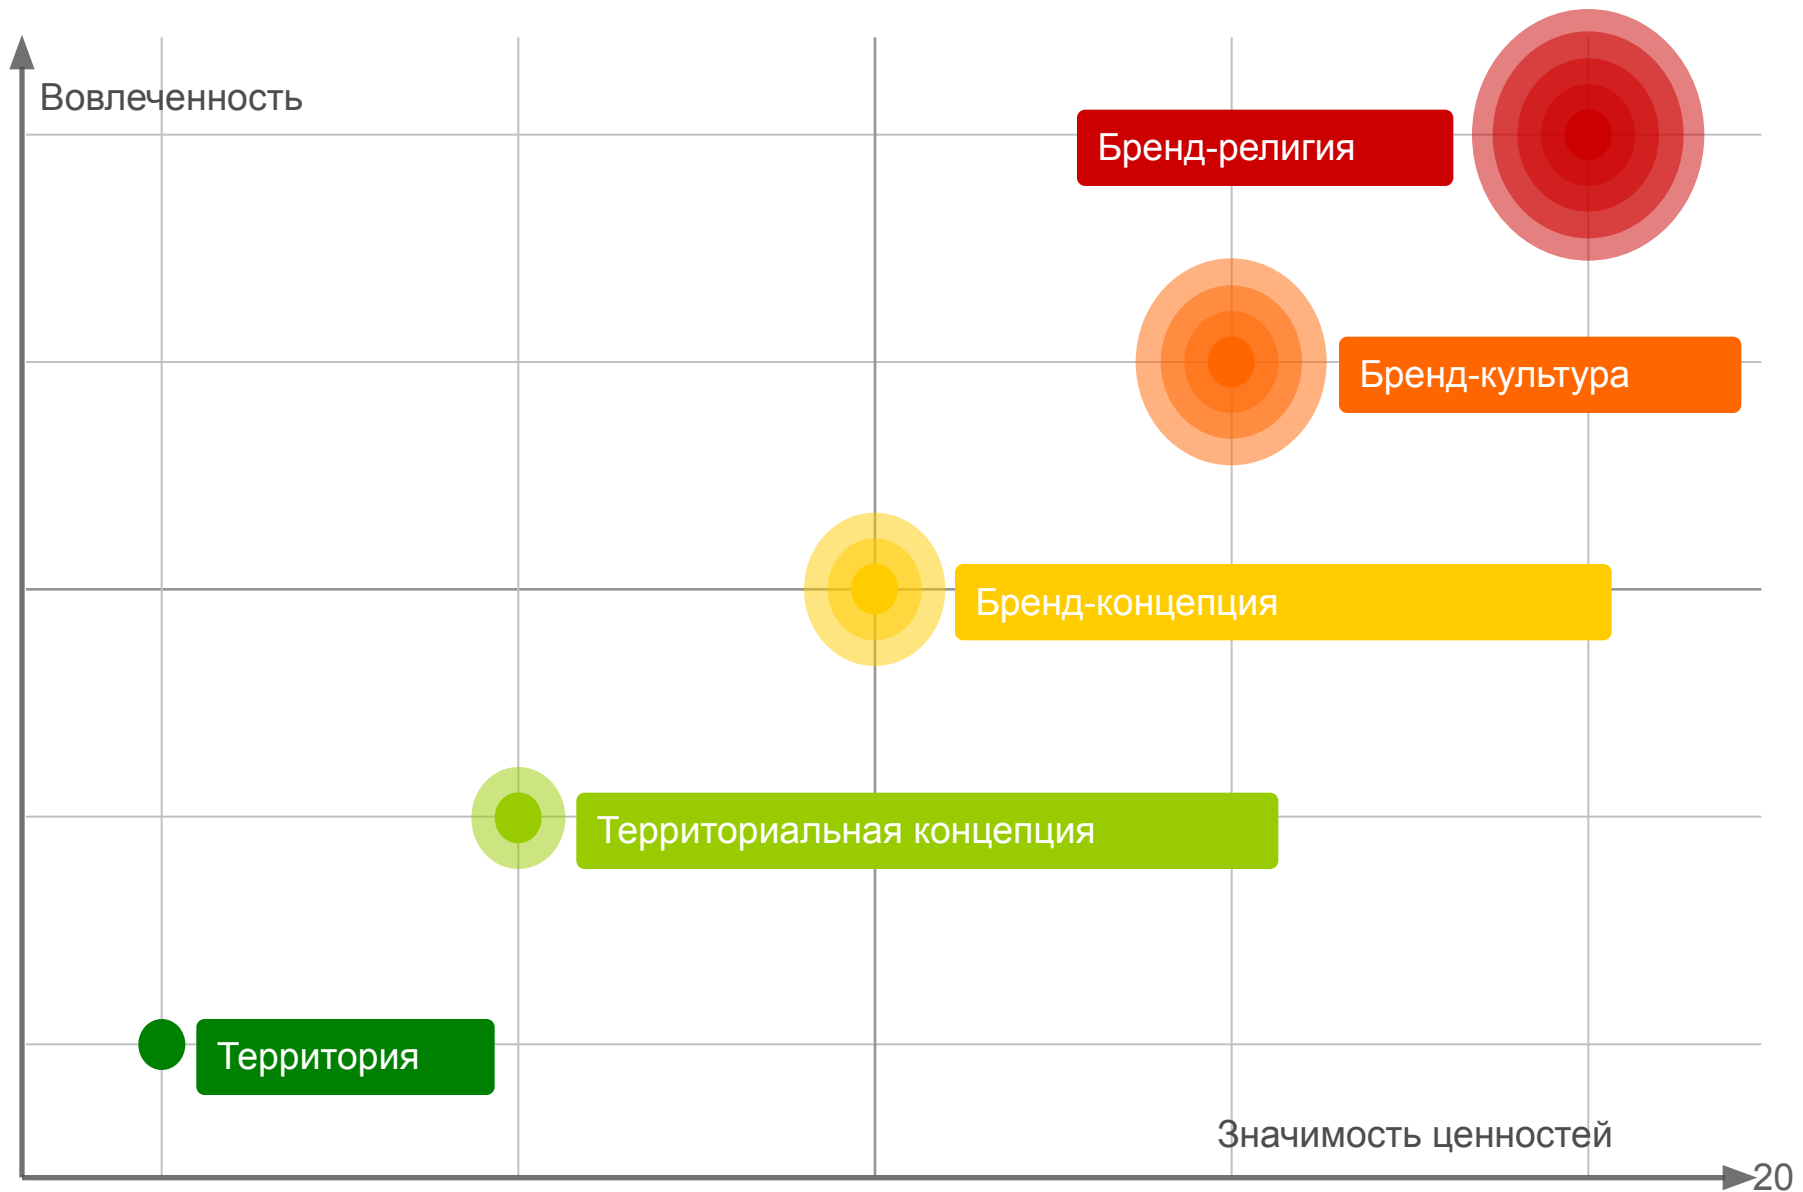 Вовлеченность
Бренд-религия
Бренд-культура
Бренд-концепция
Территориальная концепция
Территория
Значимость ценностей
20